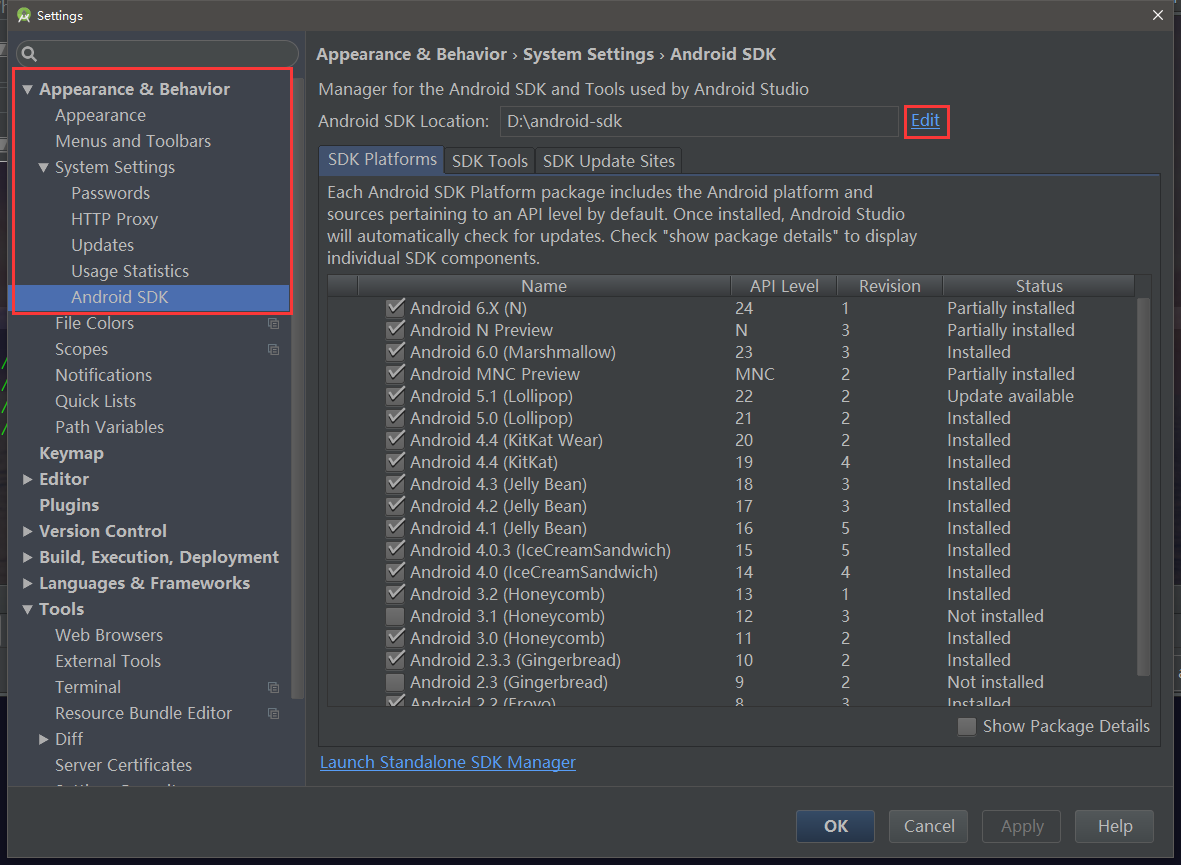 Settings
Appearance & Behavior
Appearance
Menus and Toolbars
System Settings
Passwords
HTTP Proxy
Updates
Usage Statistics
Android SDK
File Colors
Scopes
Notifications
Quick Lists
Path Variables
Keymap
Editor
Plugins
Version Control
Build, Execution, Deployment
Languages & Frameworks
Tools
Web Browsers
External Tools
Terminal
Resource Bundle Editor
Diff
Server Certificates
Appearance & Behavior › System Settings › Android SDK
Manager for the Android SDK and Tools used by Android Studio
Android SDK Location: D:\android-sdk Edit
SDK Platforms SDK Tools SDK Update Sites
Each Android SDK Platform package includes the Android platform and
sources pertaining to an API level by default. Once installed, Android Studio
will automatically check for updates. Check "show package details" to display
individual SDK components.
Name API Level Revision Status
Android 6.X (N) 24 1 Partially installed
Android N Preview N 3 Partially installed
Android 6.0 (Marshmallow) 23 3 Installed
Android MNC Preview MNC 2 Partially installed
Android 5.1 (Lollipop) 22 2 Update available
Android 5.0 (Lollipop) 21 2 Installed
Android 4.4 (KitKat Wear) 20 2 Installed
Android 4.4 (KitKat) 19 4 Installed
Android 4.3 (Jelly Bean) 18 3 Installed
Android 4.2 (Jelly Bean) 17 3 Installed
Android 4.1 (Jelly Bean) 16 5 Installed
Android 4.0.3 (IceCreamSandwich) 15 5 Installed
Android 4.0 (IceCreamSandwich) 14 4 Installed
Android 3.2 (Honeycomb) 13 1 Installed
Android 3.1 (Honeycomb) 12 3 Not installed
Android 3.0 (Honeycomb) 11 2 Installed
Android 2.3.3 (Gingerbread) 10 2 Installed
Android 2.3 (Gingerbread) 9 2 Not installed
Android 2.2 (Froyo) 8 3 Installed
Show Package Details
Launch Standalone SDK Manager
OK Cancel Apply Help